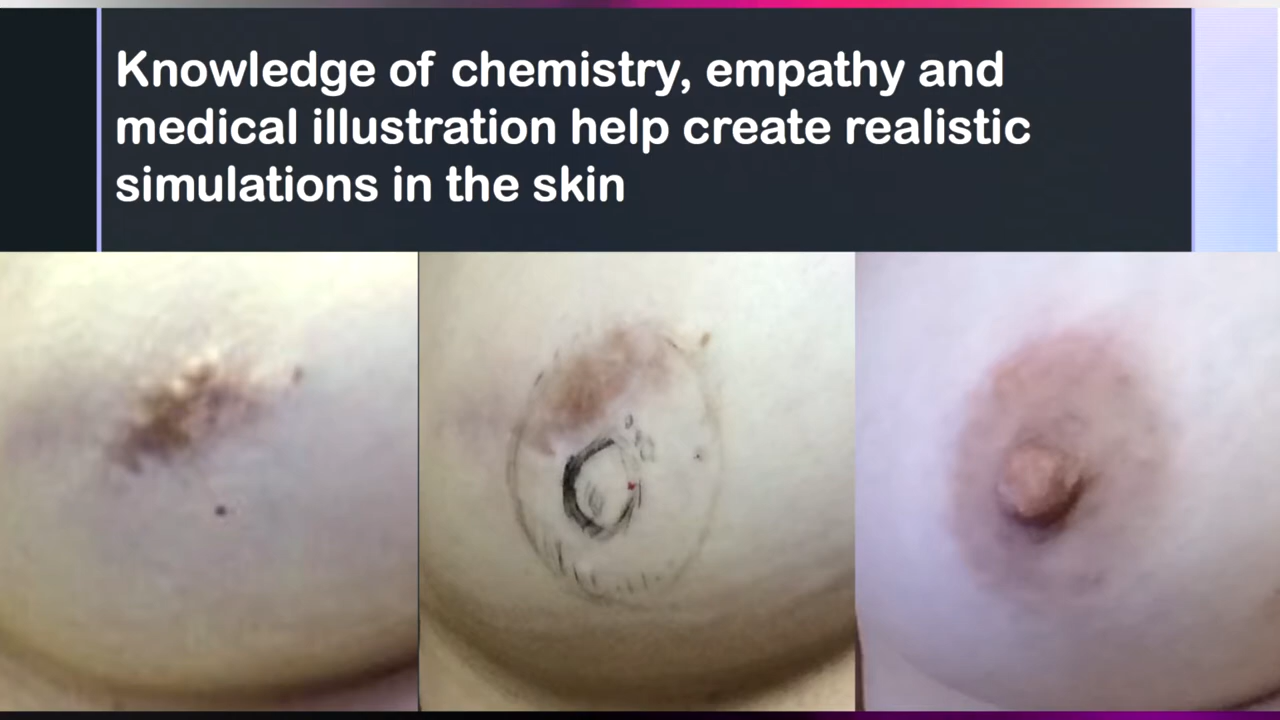 Knowledge of chemistry, empathy and
medical illustration help create realistic
simulations in the skin